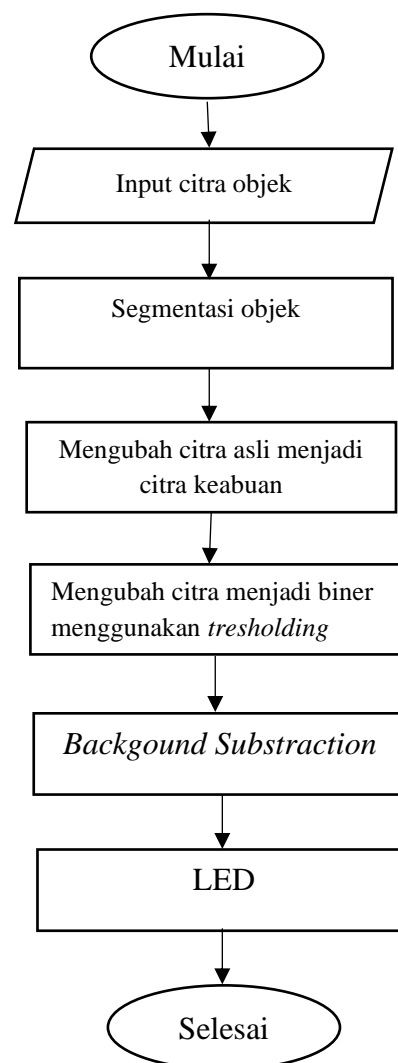 Mulai
Input citra objek
Segmentasi objek
Mengubah citra asli menjadi
citra keabuan
Mengubah citra menjadi biner
menggunakan tresholding
Backgound Substraction
LED
Selesai